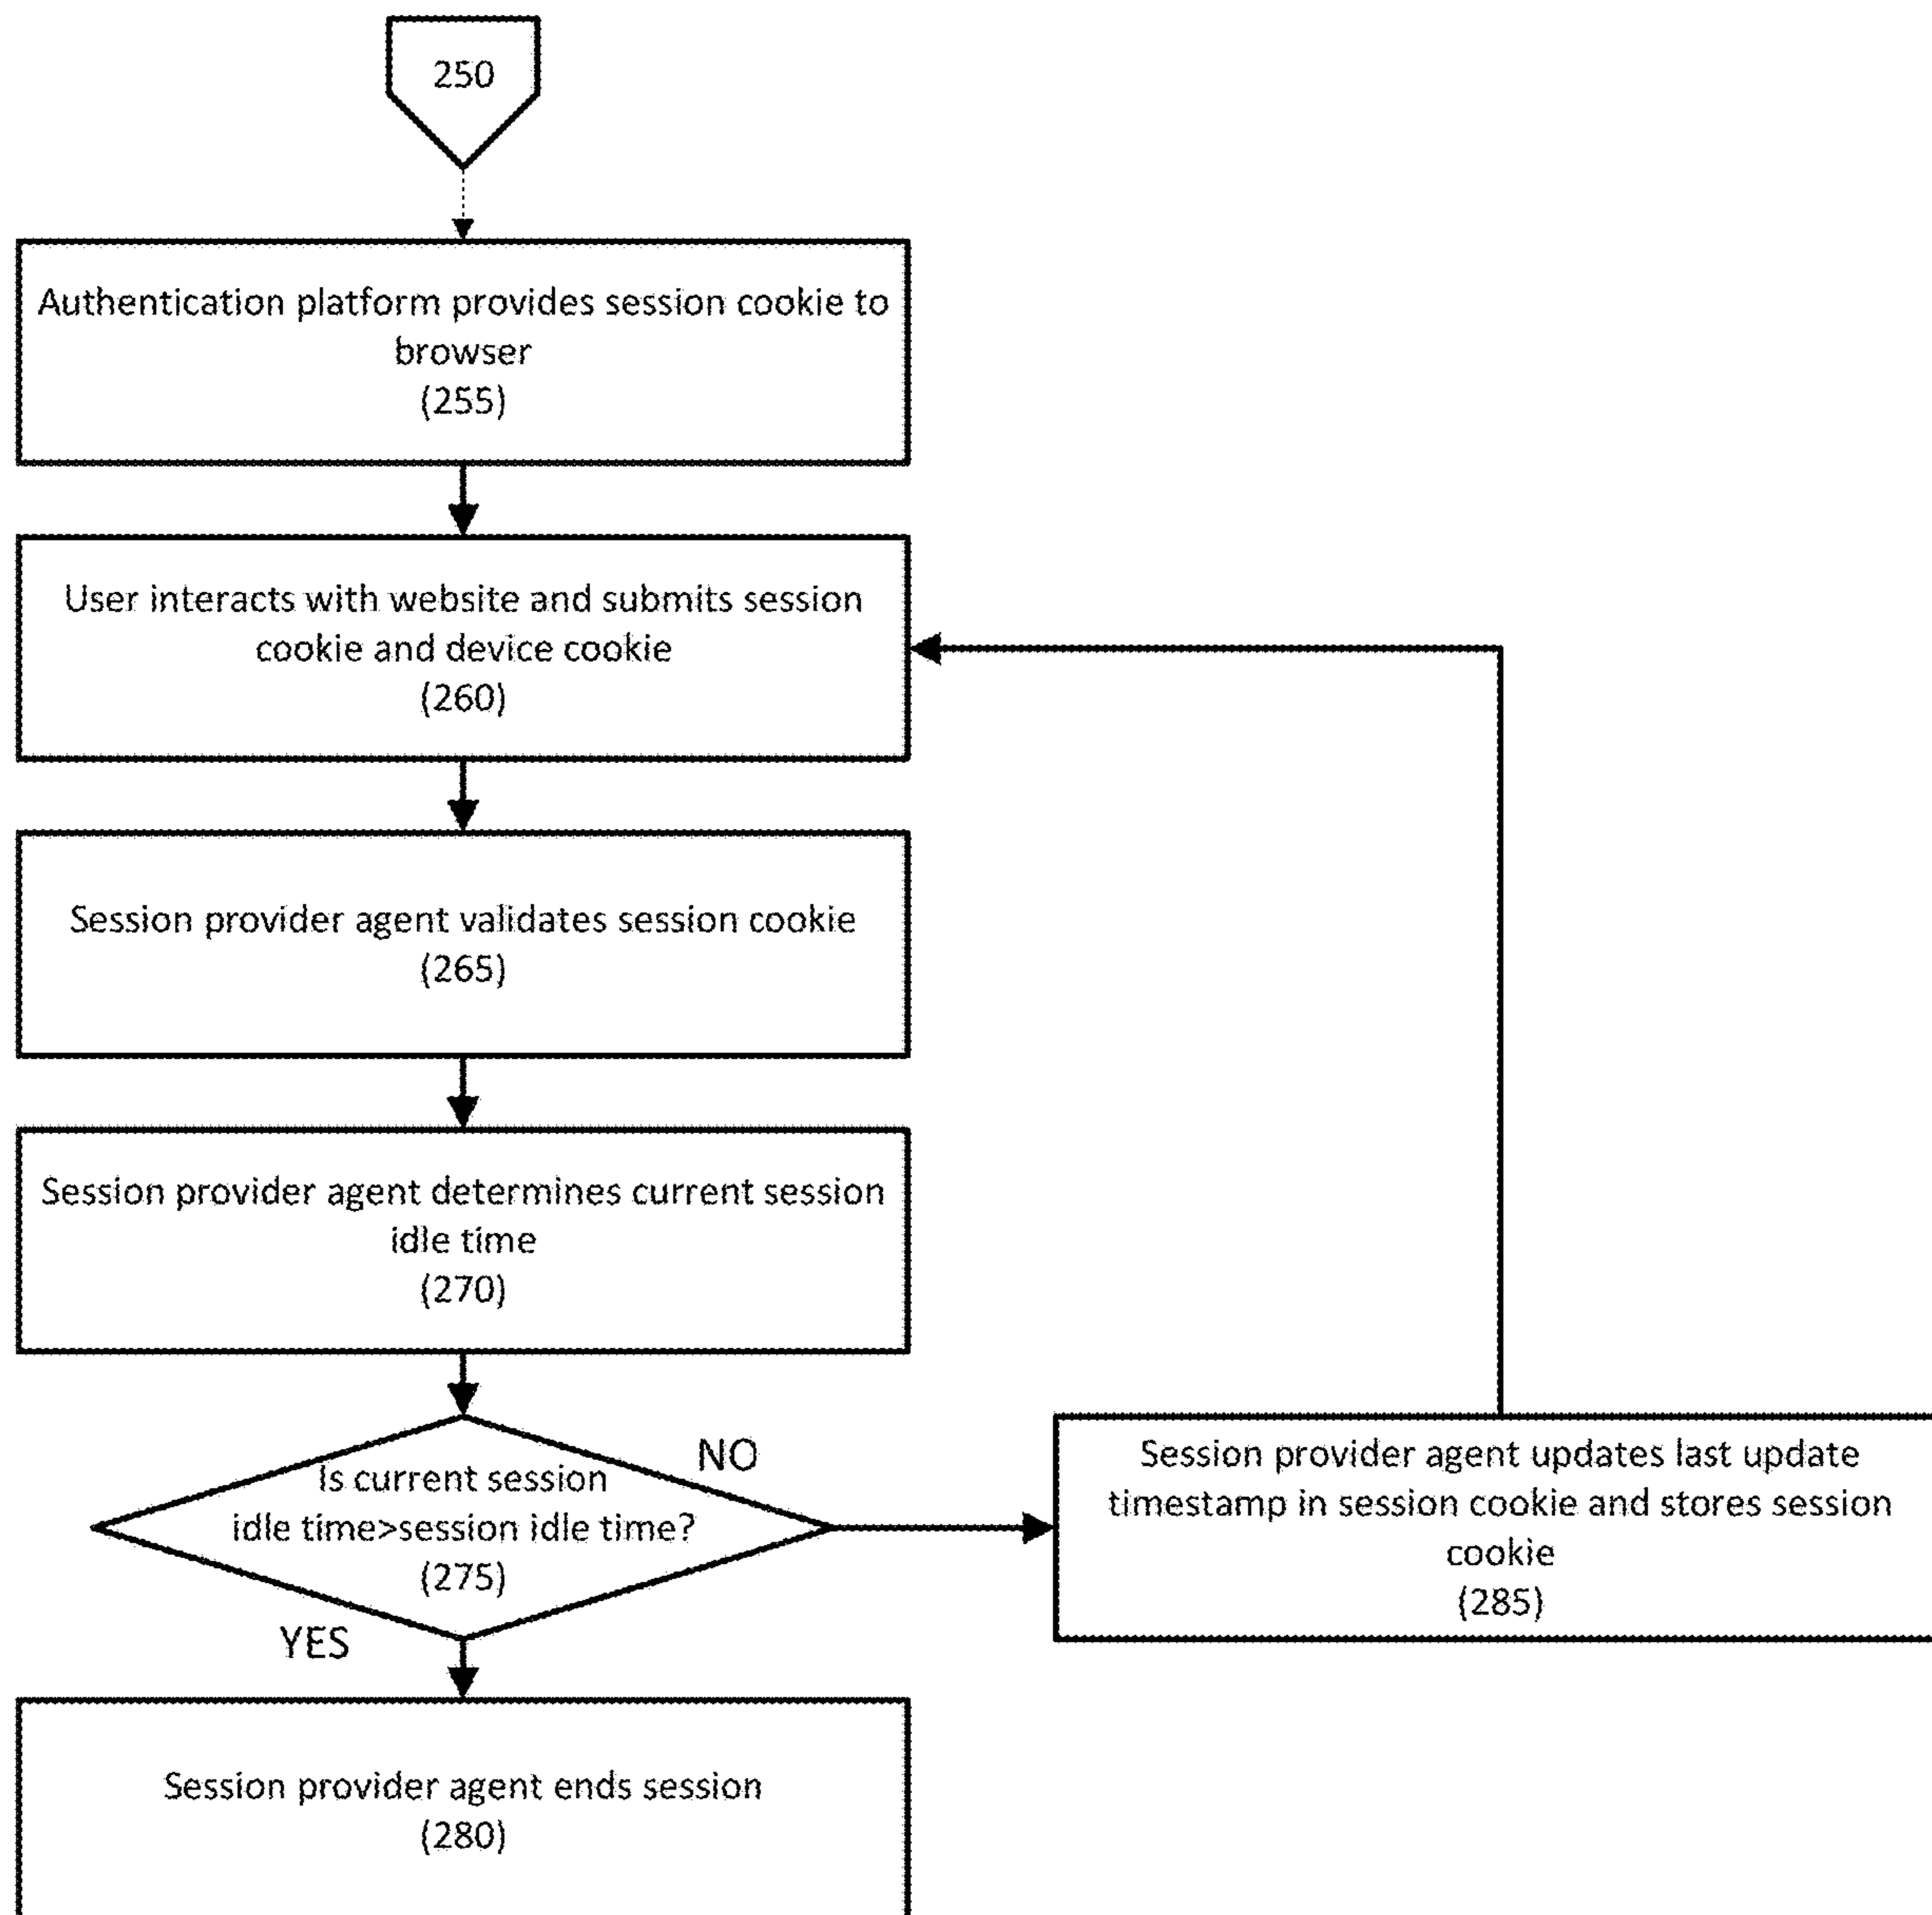 250
Authentication platform provides session cookie to
browser
(255)
User interacts with website and submits session
cookie and device cookie
(260)
Session provider agent validates session cookie
(265)
Session provider agent determines current session
idle time
(270)
Is current session
idle time>session idle time?
(275)
NO
YES
Session provider agent updates last update
timestamp in session cookie and stores session
cookie
(285)
Session provider agent ends session
(280)